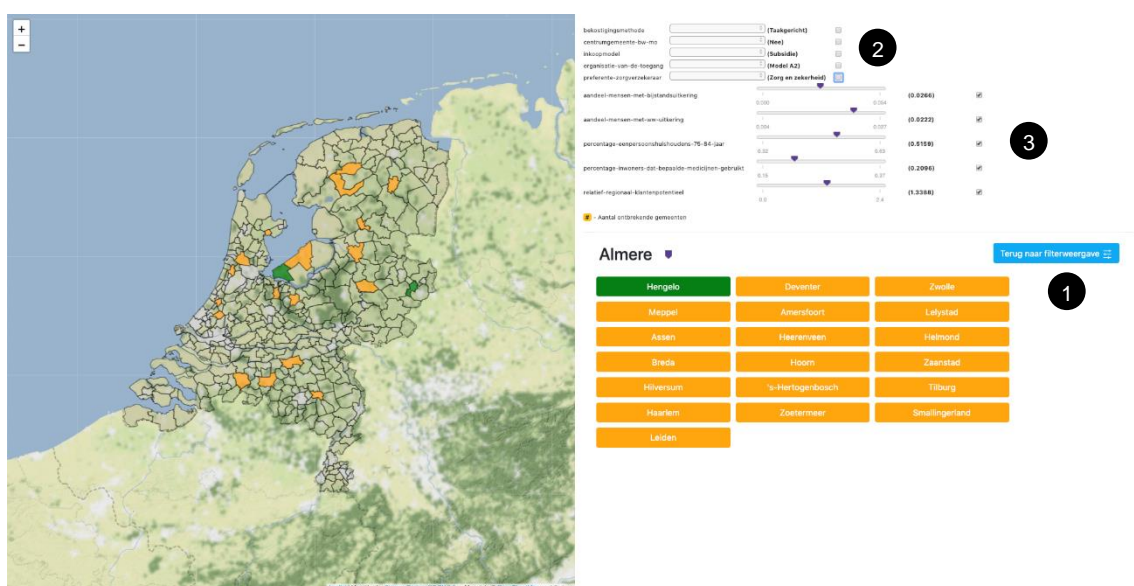 +
−
bekostigingsmethode (Taakgericht)
centrumgemeente-bw-mo (Nee)
inkoopmodel (Subsidie)
organisatie-van-de-toegang (Model A2)
preferente-zorgverzekeraar (Zorg en zekerheid)
2
aandeel-mensen-met-bijstandsuitkering (0.0266)
aandeel-mensen-met-ww-uitkering (0.0222)
percentage-eenpersoonshuishoudens-75-84-jaar (0.5159)
3
percentage-inwoners-dat-bepaalde-medicijnen-gebruikt (0.2096)
relatief-regionaal-klantenpotentieel (1.3368)
0.0 2.4
# - Aantal ontbrekende gemeenten
Almere
Terug naar filterweergave
1
Hengelo Deventer Zwolle
Meppel Amersfoort Lelystad
Assen Heerenveen Helmond
Breda Hoorn Zaanstad
Hilversum 's-Hertogenbosch Tilburg
Haarlem Zoetermeer Smallingerland
Leiden